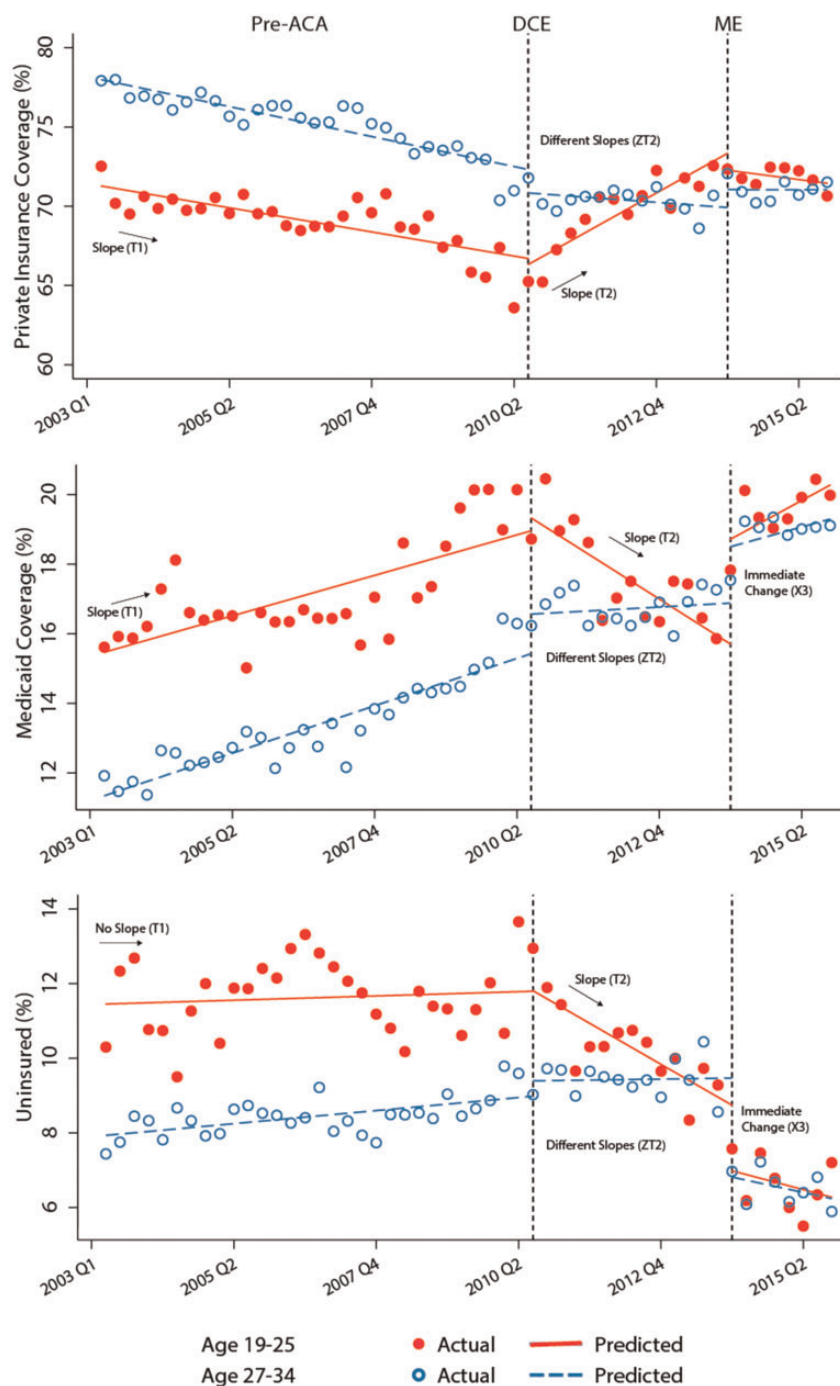 Pre-ACA DCE ME
Private Insurance Coverage (%)
80
75
70
65
60
Different Slopes (ZT2)
Slope (T1)
Slope (T2)
2003 Q1
2005 Q2
2007 Q4
2010 Q2
2012 Q4
2015 Q2
Medicaid Coverage (%)
20
18
16
14
12
Slope (T1)
Slope (T2)
Immediate
Change (X3)
Different Slopes (ZT2)
2003 Q1
2005 Q2
2007 Q4
2010 Q2
2012 Q4
2015 Q2
Uninsured (%)
14
12
10
8
6
No Slope (T1)
Slope (T2)
Immediate
Change (X3)
Different Slopes (ZT2)
2003 Q1
2005 Q2
2007 Q4
2010 Q2
2012 Q4
2015 Q2
Age 19-25 Actual Predicted
Age 27-34 Actual Predicted